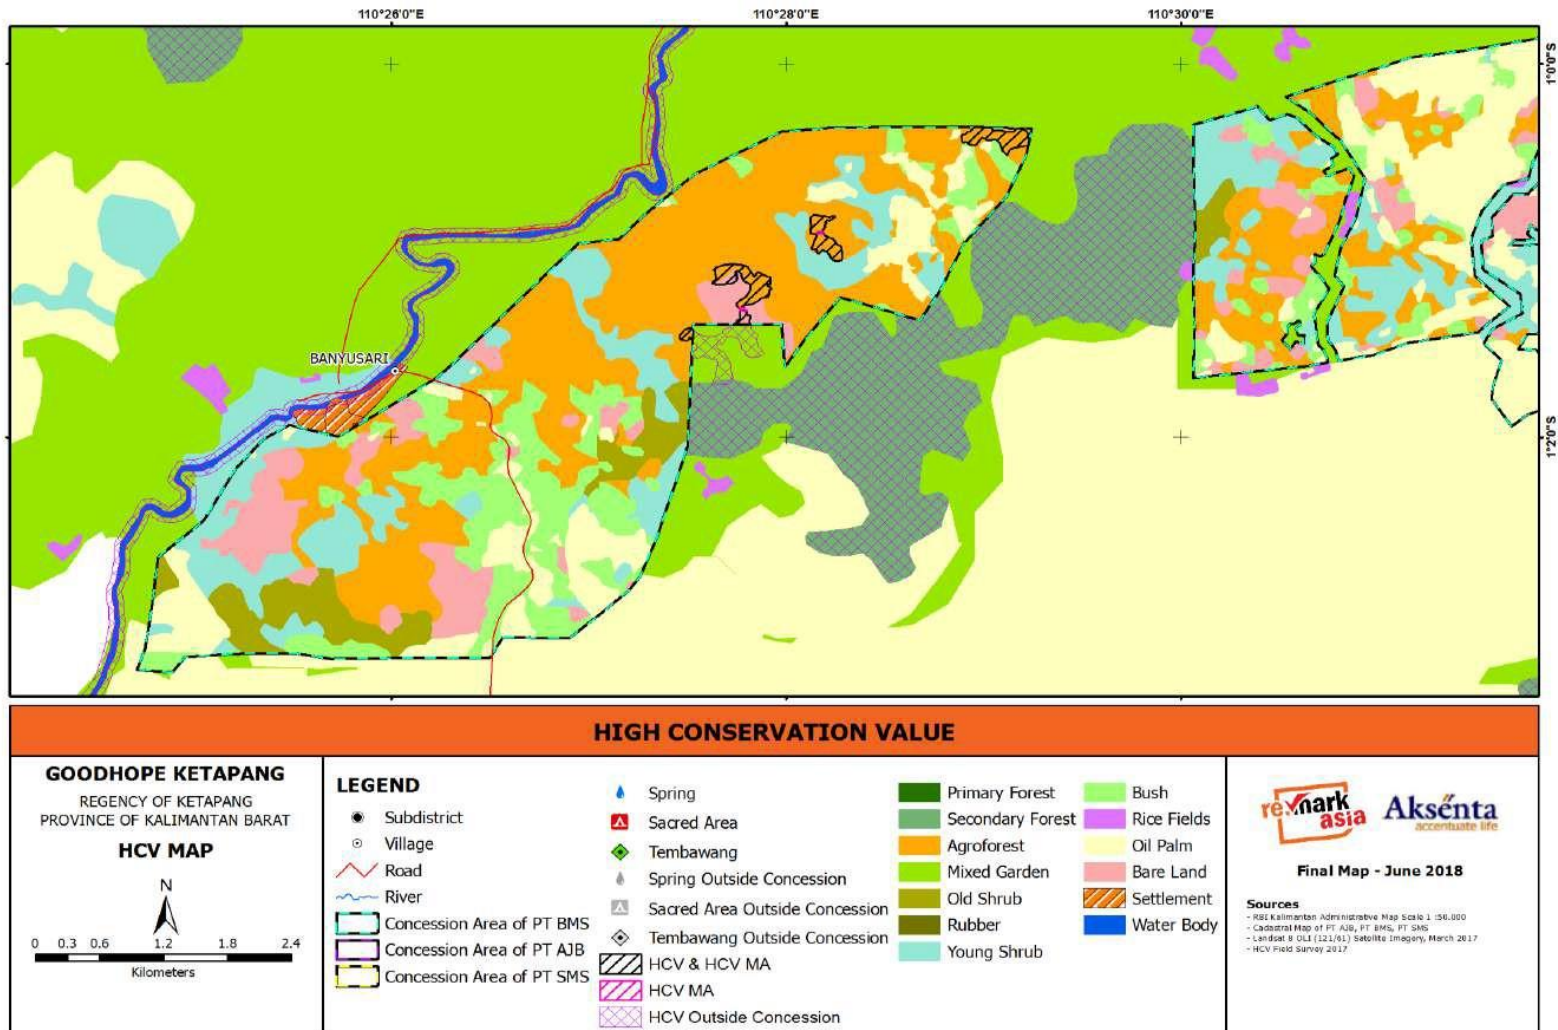 110°26'0"E
110°28'0"E
110°30'0"E
1°0'0"S
1°2'0"S
BANYUSARI
HIGH CONSERVATION VALUE
GOODHOPE KETAPANG
REGENCY OF KETAPANG
PROVINCE OF KALIMANTAN BARAT
HCV MAP
N
0 0.3 0.6 1.2 1.8 2.4
Kilometers
LEGEND
Subdistrict
Village
Road
River
Concession Area of PT BMS
Concession Area of PT AJB
Concession Area of PT SMS
Spring
Sacred Area
Tembawang
Spring Outside Concession
Sacred Area Outside Concession
Tembawang Outside Concession
HCV & HCV MA
HCV MA
HCV Outside Concession
Primary Forest
Secondary Forest
Agroforest
Mixed Garden
Old Shrub
Rubber
Young Shrub
Bush
Rice Fields
Oil Palm
Bare Land
Settlement
Water Body
remark
asia
Aksenta
accentuate life
Final Map - June 2018
Sources
- RBI Kalimantan Administrative Map Scale 1 :50.000
- Cadastral Map of PT AJB, PT BMS, PT SMS
- Landsat 8 OLI (121/61) Satellite Imagery, March 2017
- HCV Field Survey 2017